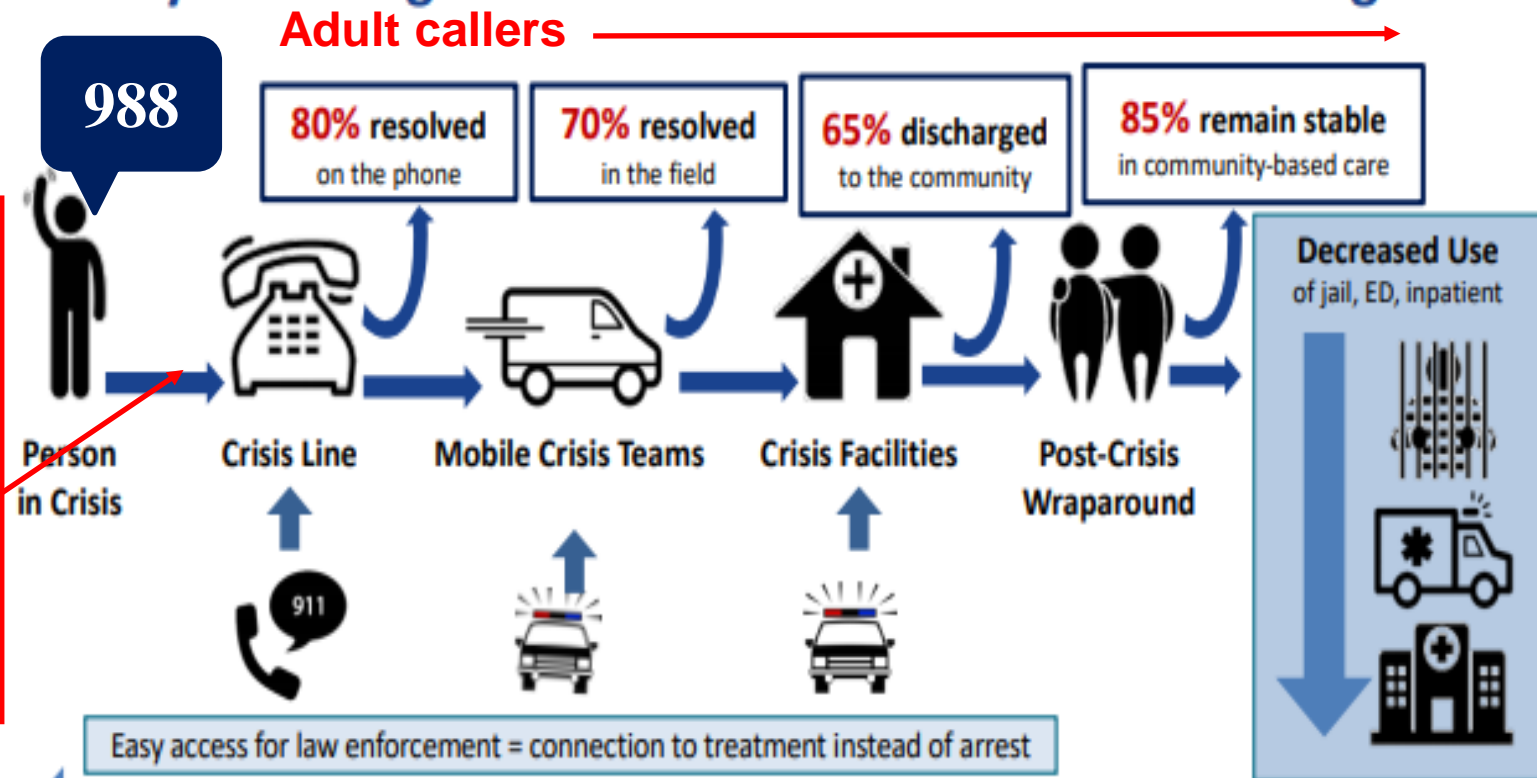 Adult callers
988
80% resolved
on the phone
70% resolved
in the field
65% discharged
to the community
85% remain stable
in community-based care
Decreased Use
of jail, ED, inpatient
Person
in Crisis
Crisis Line
Mobile Crisis Teams
Crisis Facilities
Post-Crisis
Wraparound
911
Easy access for law enforcement = connection to treatment instead of arrest